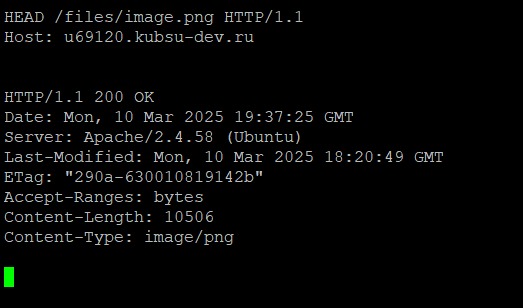 HEAD /files/image.png HTTP/1.1
Host: u69120.kubsu-dev.ru
HTTP/1.1 200 OK
Date: Mon, 10 Mar 2025 19:37:25 GMT
Server: Apache/2.4.58 (Ubuntu)
Last-Modified: Mon, 10 Mar 2025 18:20:49 GMT
ETag: "290a-630010819142b"
Accept-Ranges: bytes
Content-Length: 10506
Content-Type: image/png